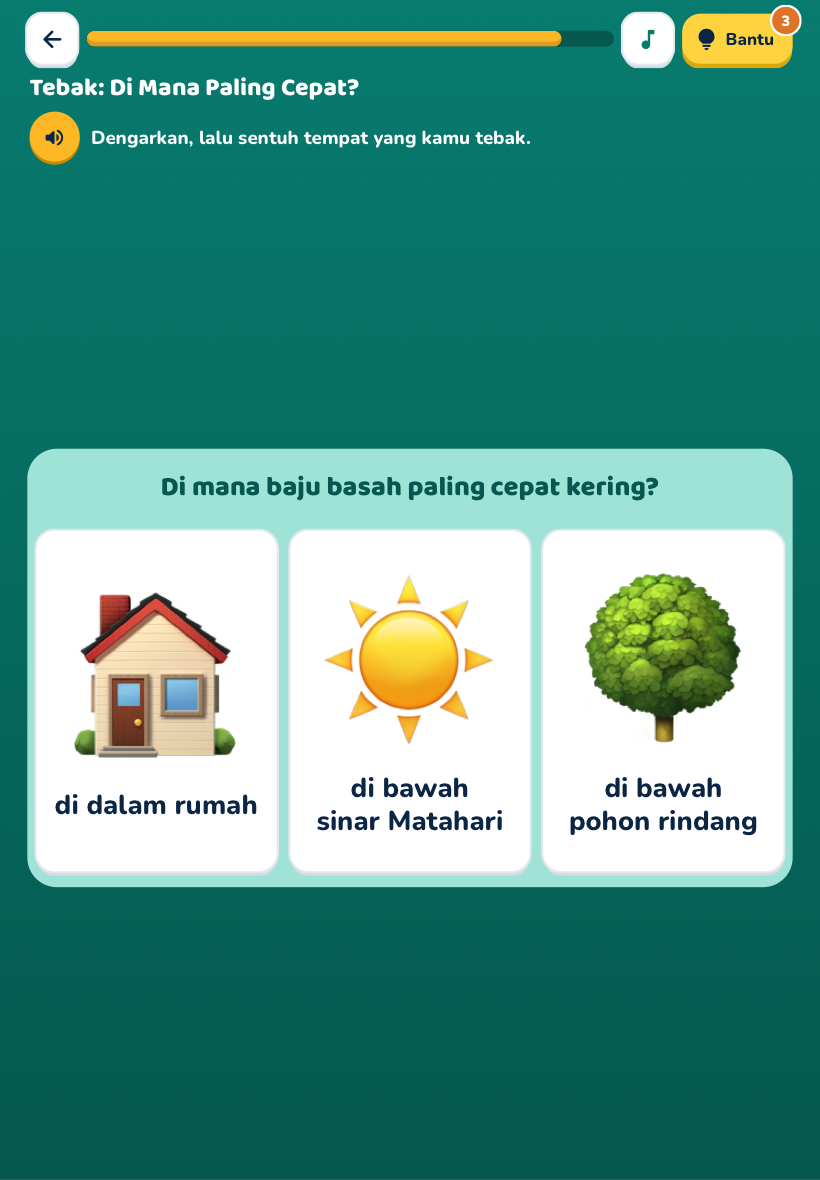 3
Bantu
Tebak: Di Mana Paling Cepat?
Dengarkan, lalu sentuh tempat yang kamu tebak.
Di mana baju basah paling cepat kering?
di dalam rumah
di bawah
sinar Matahari
di bawah
pohon rindang